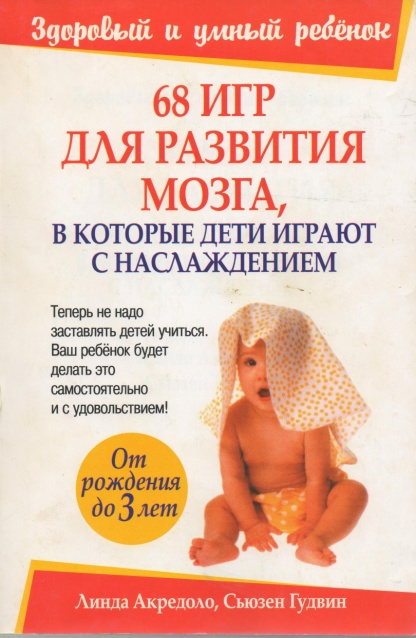 Здоровый и умный ребёнок
68 ИГР
ДЛЯ РАЗВИТИЯ
МОЗГА,
В КОТОРЫЕ ДЕТИ ИГРАЮТ
С НАСЛАЖДЕНИЕМ
Теперь не надо
заставлять детей учиться.
Ваш ребёнок будет
делать это
самостоятельно
и с удовольствием!
От
рождения
до 3 лет
Линда Акредоло, Сьюзен Гудвин